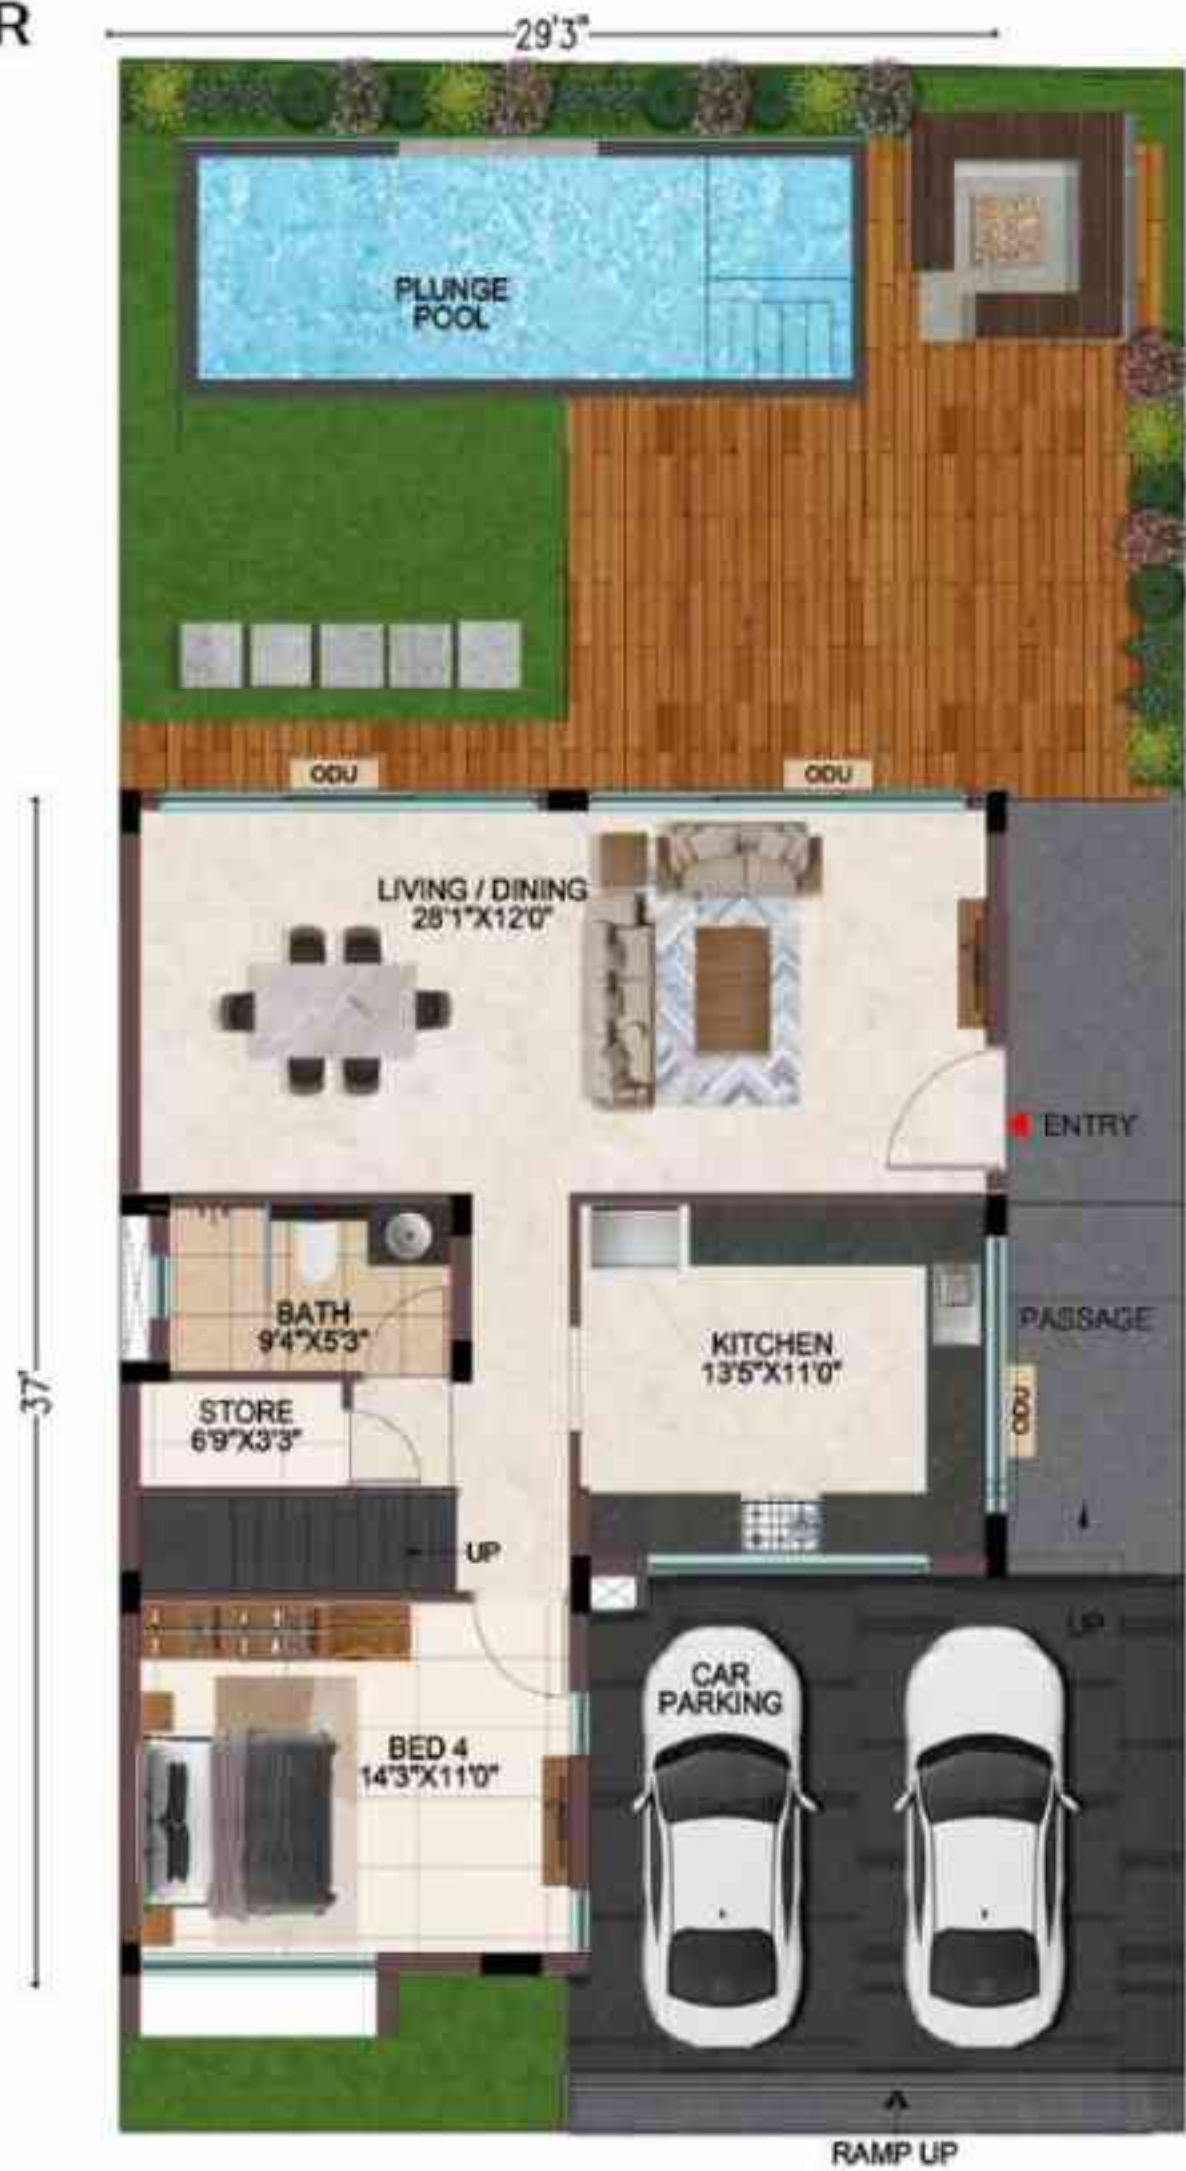 R
29'3"
PLUNGE
POOL
ODU
ODU
LIVING / DINING
28'1"X12'0"
ENTRY
BATH
9'4"X5'3"
KITCHEN
13'5"X11'0"
PASSAGE
37'
STORE
6'9"X3'3"
ODU
UP
UP
CAR
PARKING
BED 4
14'3"X11'0"
RAMP UP